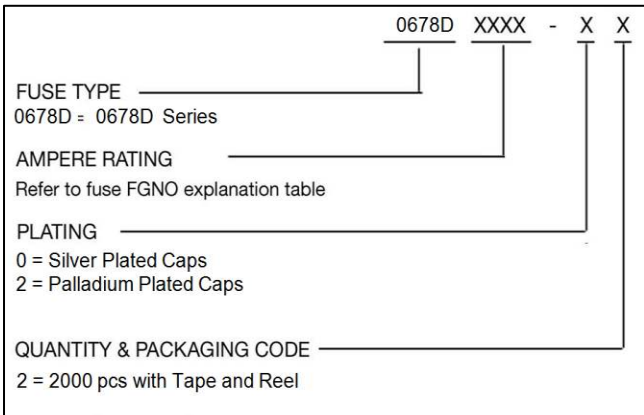 0678D XXXX - X X
FUSE TYPE
0678D = 0678D Series
AMPERE RATING
Refer to fuse FGNO explanation table
PLATING
0 = Silver Plated Caps
2 = Palladium Plated Caps
QUANTITY & PACKAGING CODE
2 = 2000 pcs with Tape and Reel